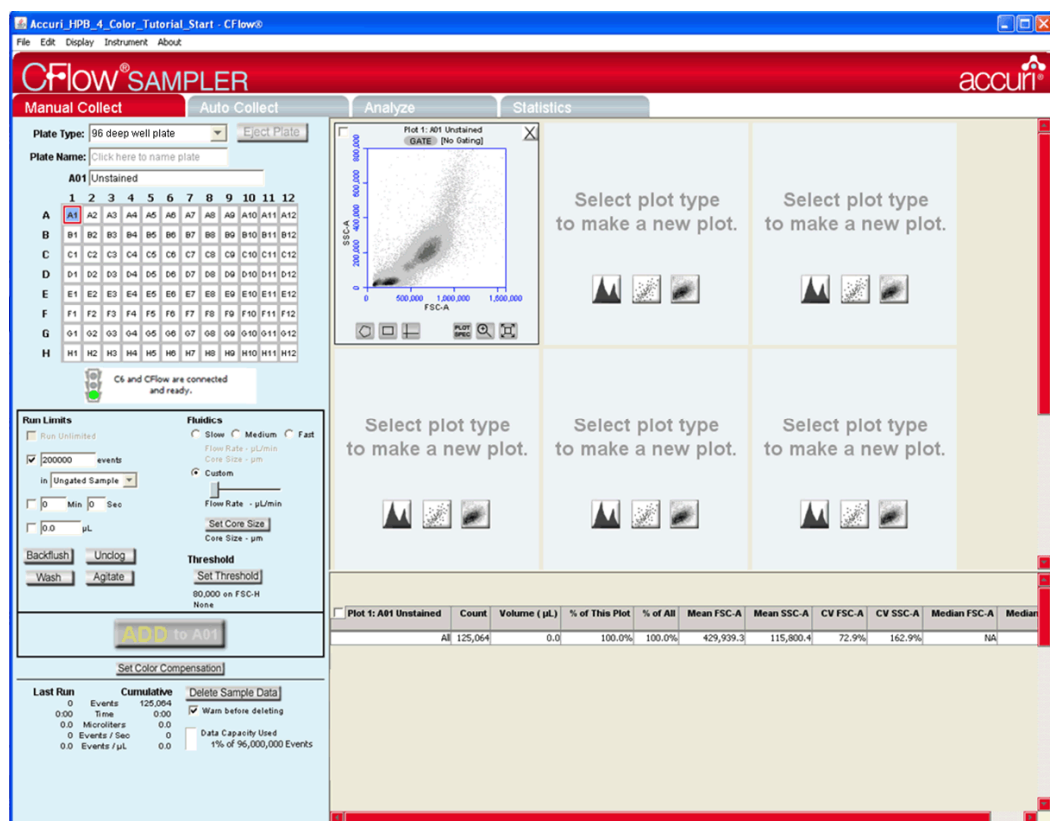 Accuri_HPB_4_Color_Tutorial_Start - CFlow®
File Edit Display Instrument About
CFlow® SAMPLER
accuri®
Manual Collect Auto Collect Analyze Statistics
Plate Type: 96 deep well plate Eject Plate
Plate Name: Click here to name plate
A01 Unstained
1 2 3 4 5 6 7 8 9 10 11 12
A A1 A2 A3 A4 A5 A6 A7 A8 A9 A10 A11 A12
B B1 B2 B3 B4 B5 B6 B7 B8 B9 B10 B11 B12
C C1 C2 C3 C4 C5 C6 C7 C8 C9 C10 C11 C12
D D1 D2 D3 D4 D5 D6 D7 D8 D9 D10 D11 D12
E E1 E2 E3 E4 E5 E6 E7 E8 E9 E10 E11 E12
F F1 F2 F3 F4 F5 F6 F7 F8 F9 F10 F11 F12
G G1 G2 G3 G4 G5 G6 G7 G8 G9 G10 G11 G12
H H1 H2 H3 H4 H5 H6 H7 H8 H9 H10 H11 H12
C6 and CFlow are connected
and ready.
Run Limits
Run Unlimited
200000 events
in Ungated Sample
0 Min 0 Sec
0.0 µL
Backflush Unclog
Wash Agitate
Fluidics
Slow Medium Fast
Flow Rate - µL/min
Core Size - µm
Custom
Flow Rate - µL/min
Set Core Size
Core Size - µm
Threshold
Set Threshold
80,000 on FSC-H
None
ADD to A01
Set Color Compensation
Last Run Cumulative
0 Events 125,064
0:00 Time 0:00
0.0 Microliters 0.0
0 Events / Sec 0
0.0 Events / µL 0.0
Delete Sample Data
Warn before deleting
Data Capacity Used
1% of 96,000,000 Events
Plot 1: A01 Unstained X
GATE [No Gating]
SSC-A
800,000
600,000
400,000
200,000
0
0 500,000 1,000,000 1,500,000
FSC-A
PLOT
SPEC
Select plot type
to make a new plot.
Select plot type
to make a new plot.
Select plot type
to make a new plot.
Select plot type
to make a new plot.
Select plot type
to make a new plot.
Plot 1: A01 Unstained Count Volume ( µL) % of This Plot % of All Mean FSC-A Mean SSC-A CV FSC-A CV SSC-A Median FSC-A Median
All 125,064 0.0 100.0% 100.0% 429,939.3 115,800.4 72.9% 162.9% NA